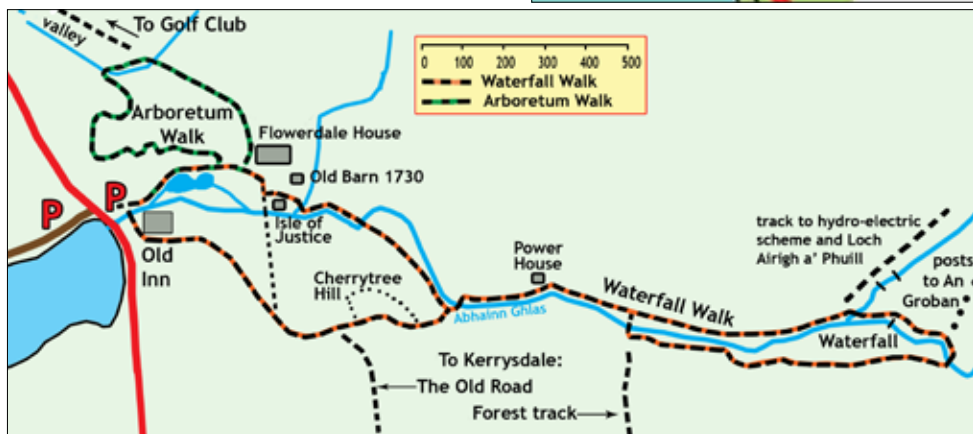 To Golf Club
valley
0 100 200 300 400 500
Waterfall Walk
Arboretum Walk
Arboretum
Walk
Flowerdale House
Old Barn 1730
P
P
Isle of
Justice
Old
Inn
track to hydro-electric
scheme and Loch
Airigh a' Phuill
posts
to An
Groban
Power
House
Cherrytree
Hill
Waterfall Walk
Abhainn Ghlas
Waterfall
To Kerrysdale:
The Old Road
Forest track